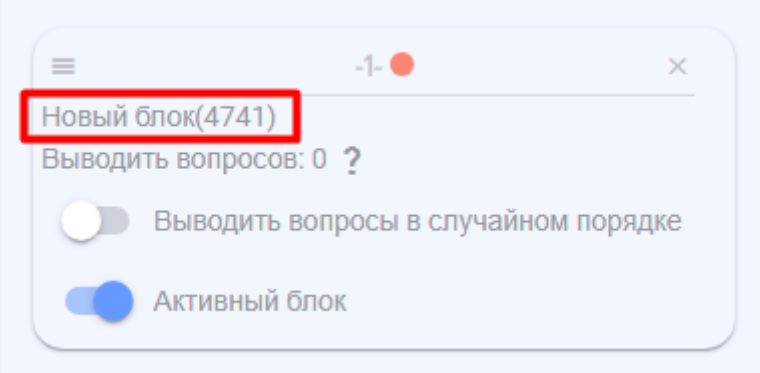 -1-
Новый блок(4741)
Выводить вопросов: 0 ?
Выводить вопросы в случайном порядке
Активный блок